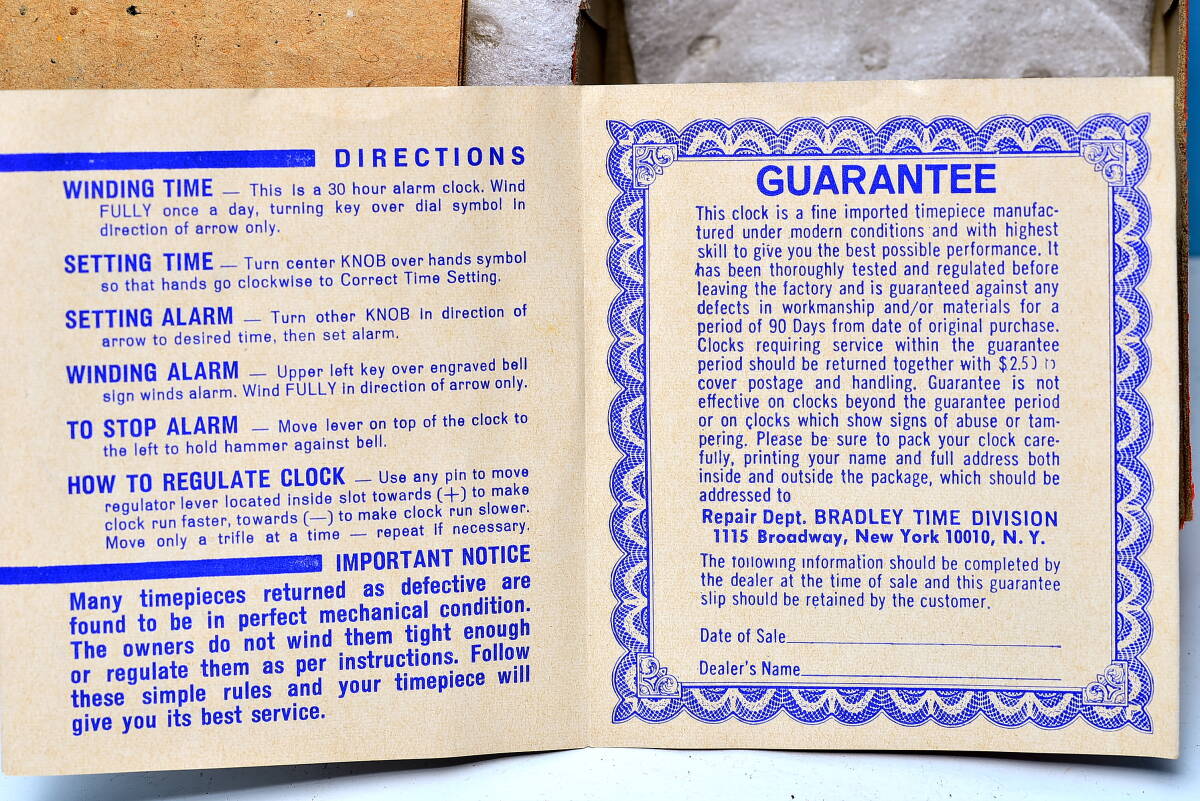 DIRECTIONS
WINDING TIME — This is a 30 hour alarm clock. Wind
FULLY once a day, turning key over dial symbol in
direction of arrow only.
SETTING TIME — Turn center KNOB over hands symbol
so that hands go clockwise to Correct Time Setting.
SETTING ALARM — Turn other KNOB in direction of
arrow to desired time, then set alarm.
WINDING ALARM — Upper left key over engraved bell
sign winds alarm. Wind FULLY in direction of arrow only.
TO STOP ALARM — Move lever on top of the clock to
the left to hold hammer against bell.
HOW TO REGULATE CLOCK — Use any pin to move
regulator lever located inside slot towards (+) to make
clock run faster, towards (—) to make clock run slower.
Move only a trifle at a time — repeat if necessary.
IMPORTANT NOTICE
Many timepieces returned as defective are
found to be in perfect mechanical condition.
The owners do not wind them tight enough
or regulate them as per instructions. Follow
these simple rules and your timepiece will
give you its best service.
GUARANTEE
This clock is a fine imported timepiece manufac-
tured under modern conditions and with highest
skill to give you the best possible performance. It
has been thoroughly tested and regulated before
leaving the factory and is guaranteed against any
defects in workmanship and/or materials for a
period of 90 Days from date of original purchase.
Clocks requiring service within the guarantee
period should be returned together with $2.50 to
cover postage and handling. Guarantee is not
effective on clocks beyond the guarantee period
or on clocks which show signs of abuse or tam-
pering. Please be sure to pack your clock care-
fully, printing your name and full address both
inside and outside the package, which should be
addressed to
Repair Dept. BRADLEY TIME DIVISION
1115 Broadway, New York 10010, N. Y.
The following information should be completed by
the dealer at the time of sale and this guarantee
slip should be retained by the customer.
Date of Sale
Dealer's Name